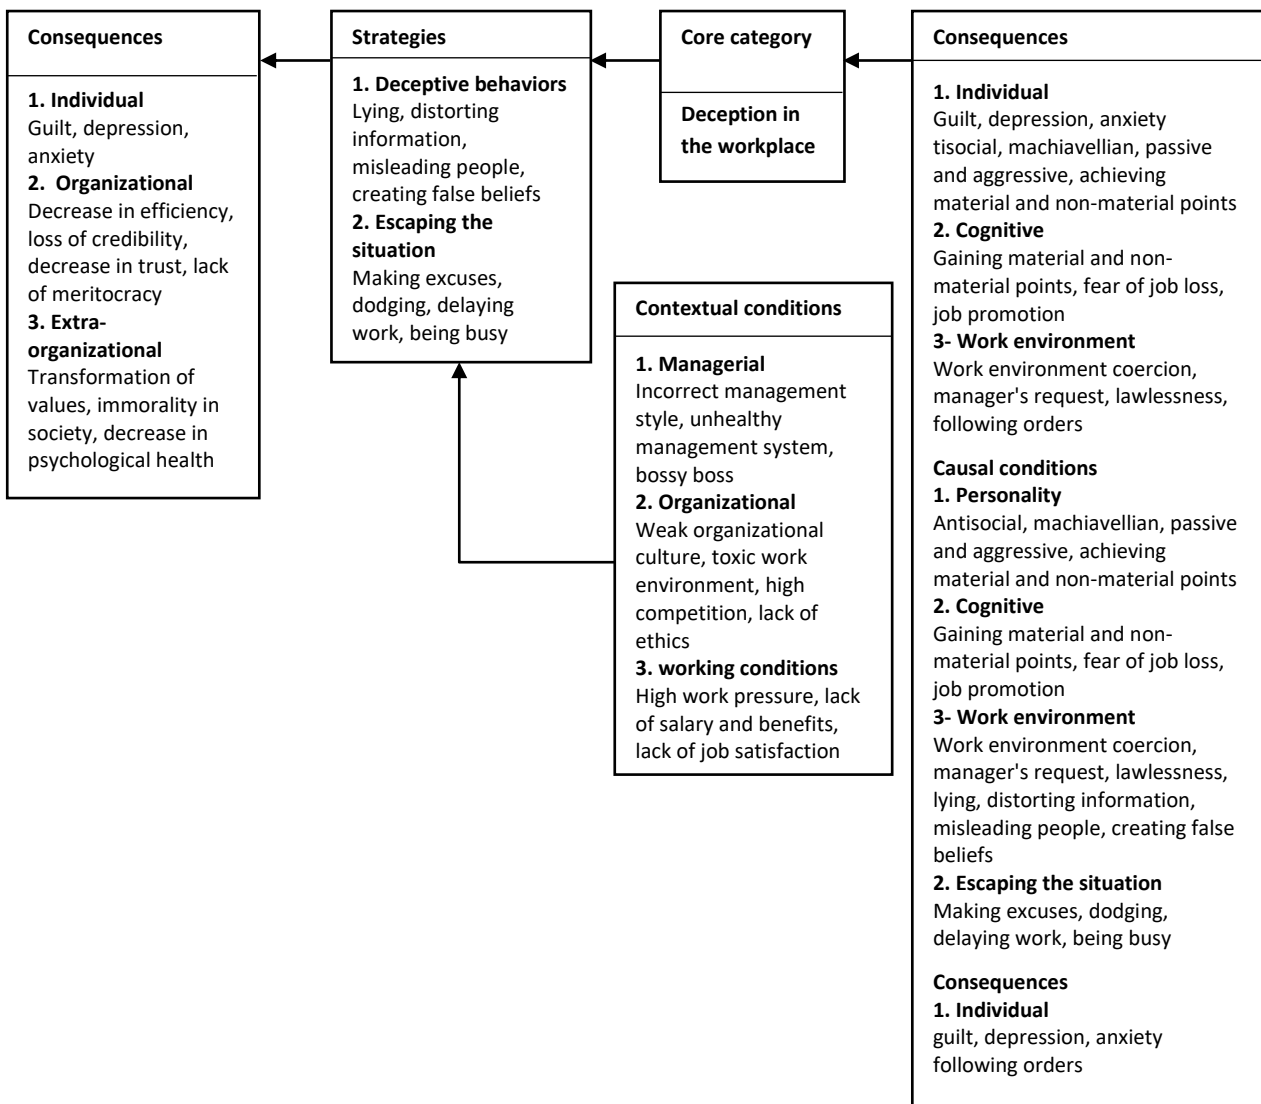 Consequences
1. Individual
Guilt, depression,
anxiety
2. Organizational
Decrease in efficiency,
loss of credibility,
decrease in trust, lack
of meritocracy
3. Extra-
organizational
Transformation of
values, immorality in
society, decrease in
psychological health
Strategies
1. Deceptive behaviors
Lying, distorting
information,
misleading people,
creating false beliefs
2. Escaping the
situation
Making excuses,
dodging, delaying
work, being busy
Core category
Deception in
the workplace
Contextual conditions
1. Managerial
Incorrect management
style, unhealthy
management system,
bossy boss
2. Organizational
Weak organizational
culture, toxic work
environment, high
competition, lack of
ethics
3. working conditions
High work pressure, lack
of salary and benefits,
lack of job satisfaction
Consequences
1. Individual
Guilt, depression, anxiety
tisocial, machiavellian, passive
and aggressive, achieving
material and non-material points
2. Cognitive
Gaining material and non-
material points, fear of job loss,
job promotion
3- Work environment
Work environment coercion,
manager's request, lawlessness,
following orders
Causal conditions
1. Personality
Antisocial, machiavellian, passive
and aggressive, achieving
material and non-material points
2. Cognitive
Gaining material and non-
material points, fear of job loss,
job promotion
3- Work environment
Work environment coercion,
manager's request, lawlessness,
lying, distorting information,
misleading people, creating false
beliefs
2. Escaping the situation
Making excuses, dodging,
delaying work, being busy
Consequences
1. Individual
guilt, depression, anxiety
following orders